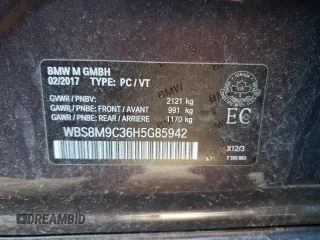 BMW M GMBH
02/2017 TYPE: PC / VT
GVWR / PNBV: 2121 kg
GAWR / PNBE: FRONT / AVANT 991 kg
GAWR / PNBE: REAR / ARRIERE 1170 kg
WBS8M9C36H5G85942
EC
X12/3
DREAMBID